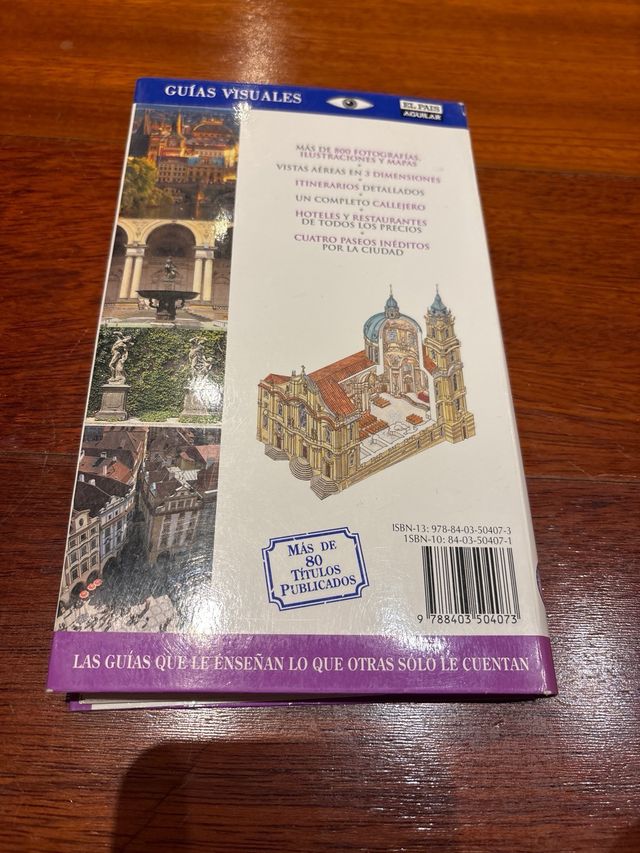 GUÍAS VISUALES
EL PAIS
AGUILAR
MÁS DE 800 FOTOGRAFÍAS,
ILUSTRACIONES Y MAPAS
VISTAS AÉREAS EN 3 DIMENSIONES
ITINERARIOS DETALLADOS
UN COMPLETO CALLEJERO
HOTELES Y RESTAURANTES
DE TODOS LOS PRECIOS
CUATRO PASEOS INÉDITOS
POR LA CIUDAD
ISBN-13: 978-84-03-50407-3
ISBN-10: 84-03-50407-1
MÁS DE
80
TÍTULOS
PUBLICADOS
9 788403 504073
LAS GUÍAS QUE LE ENSEÑAN LO QUE OTRAS SÓLO LE CUENTAN